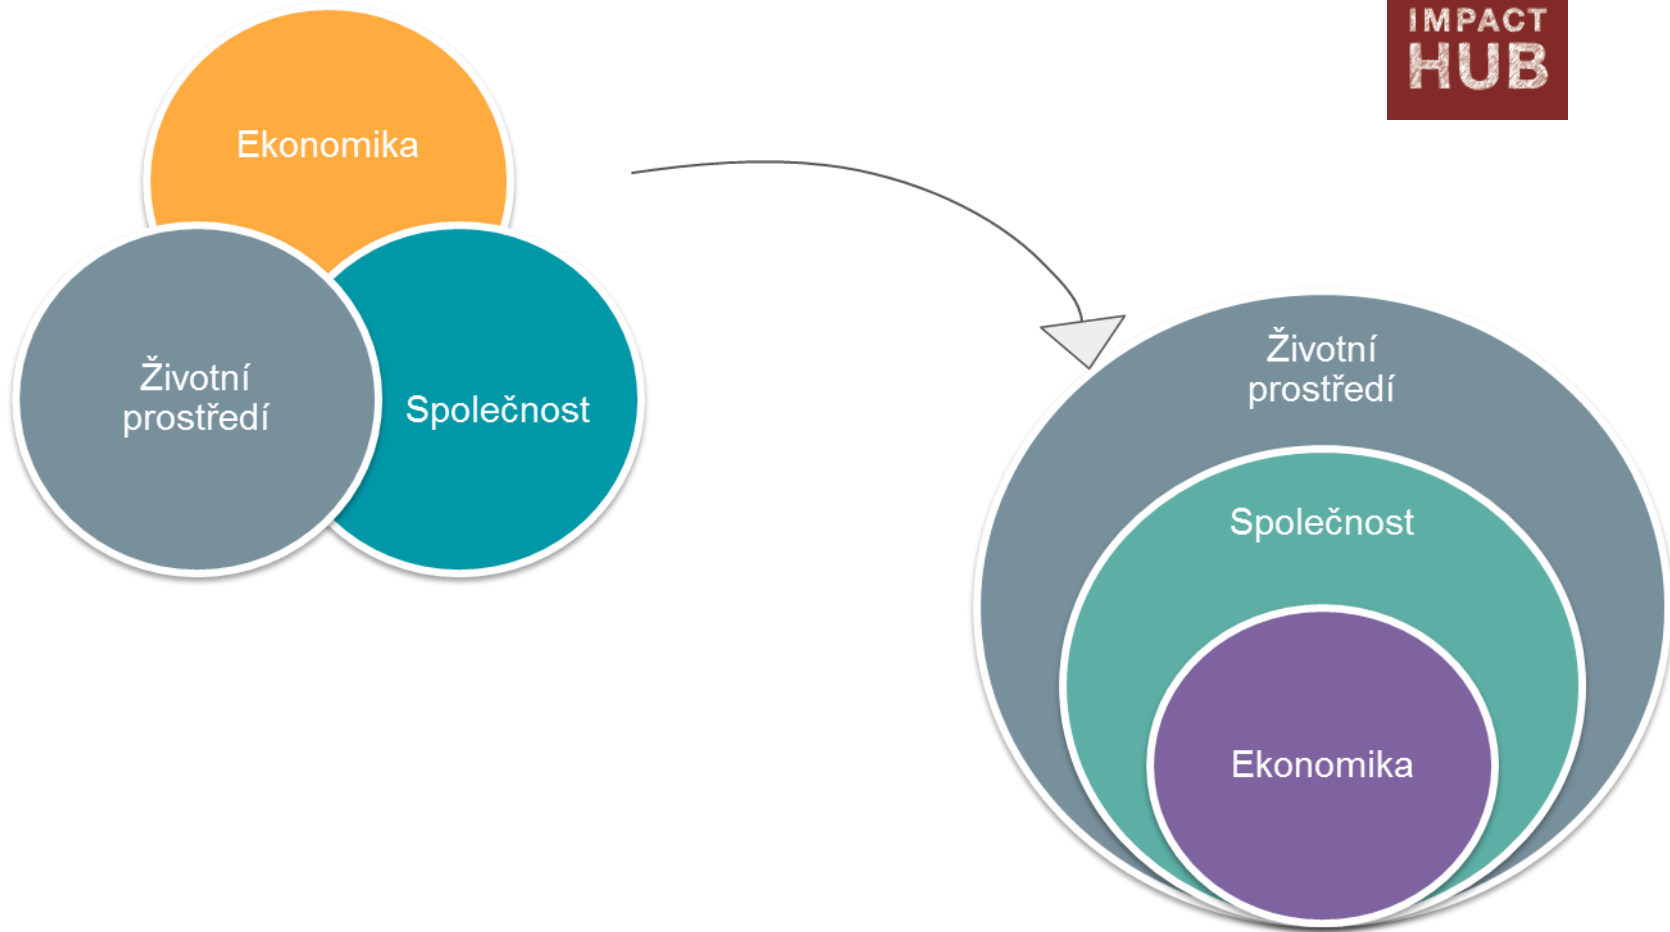 IMPACT
HUB
Ekonomika
Životní
prostředí
Společnost
Životní
prostředí
Společnost
Ekonomika